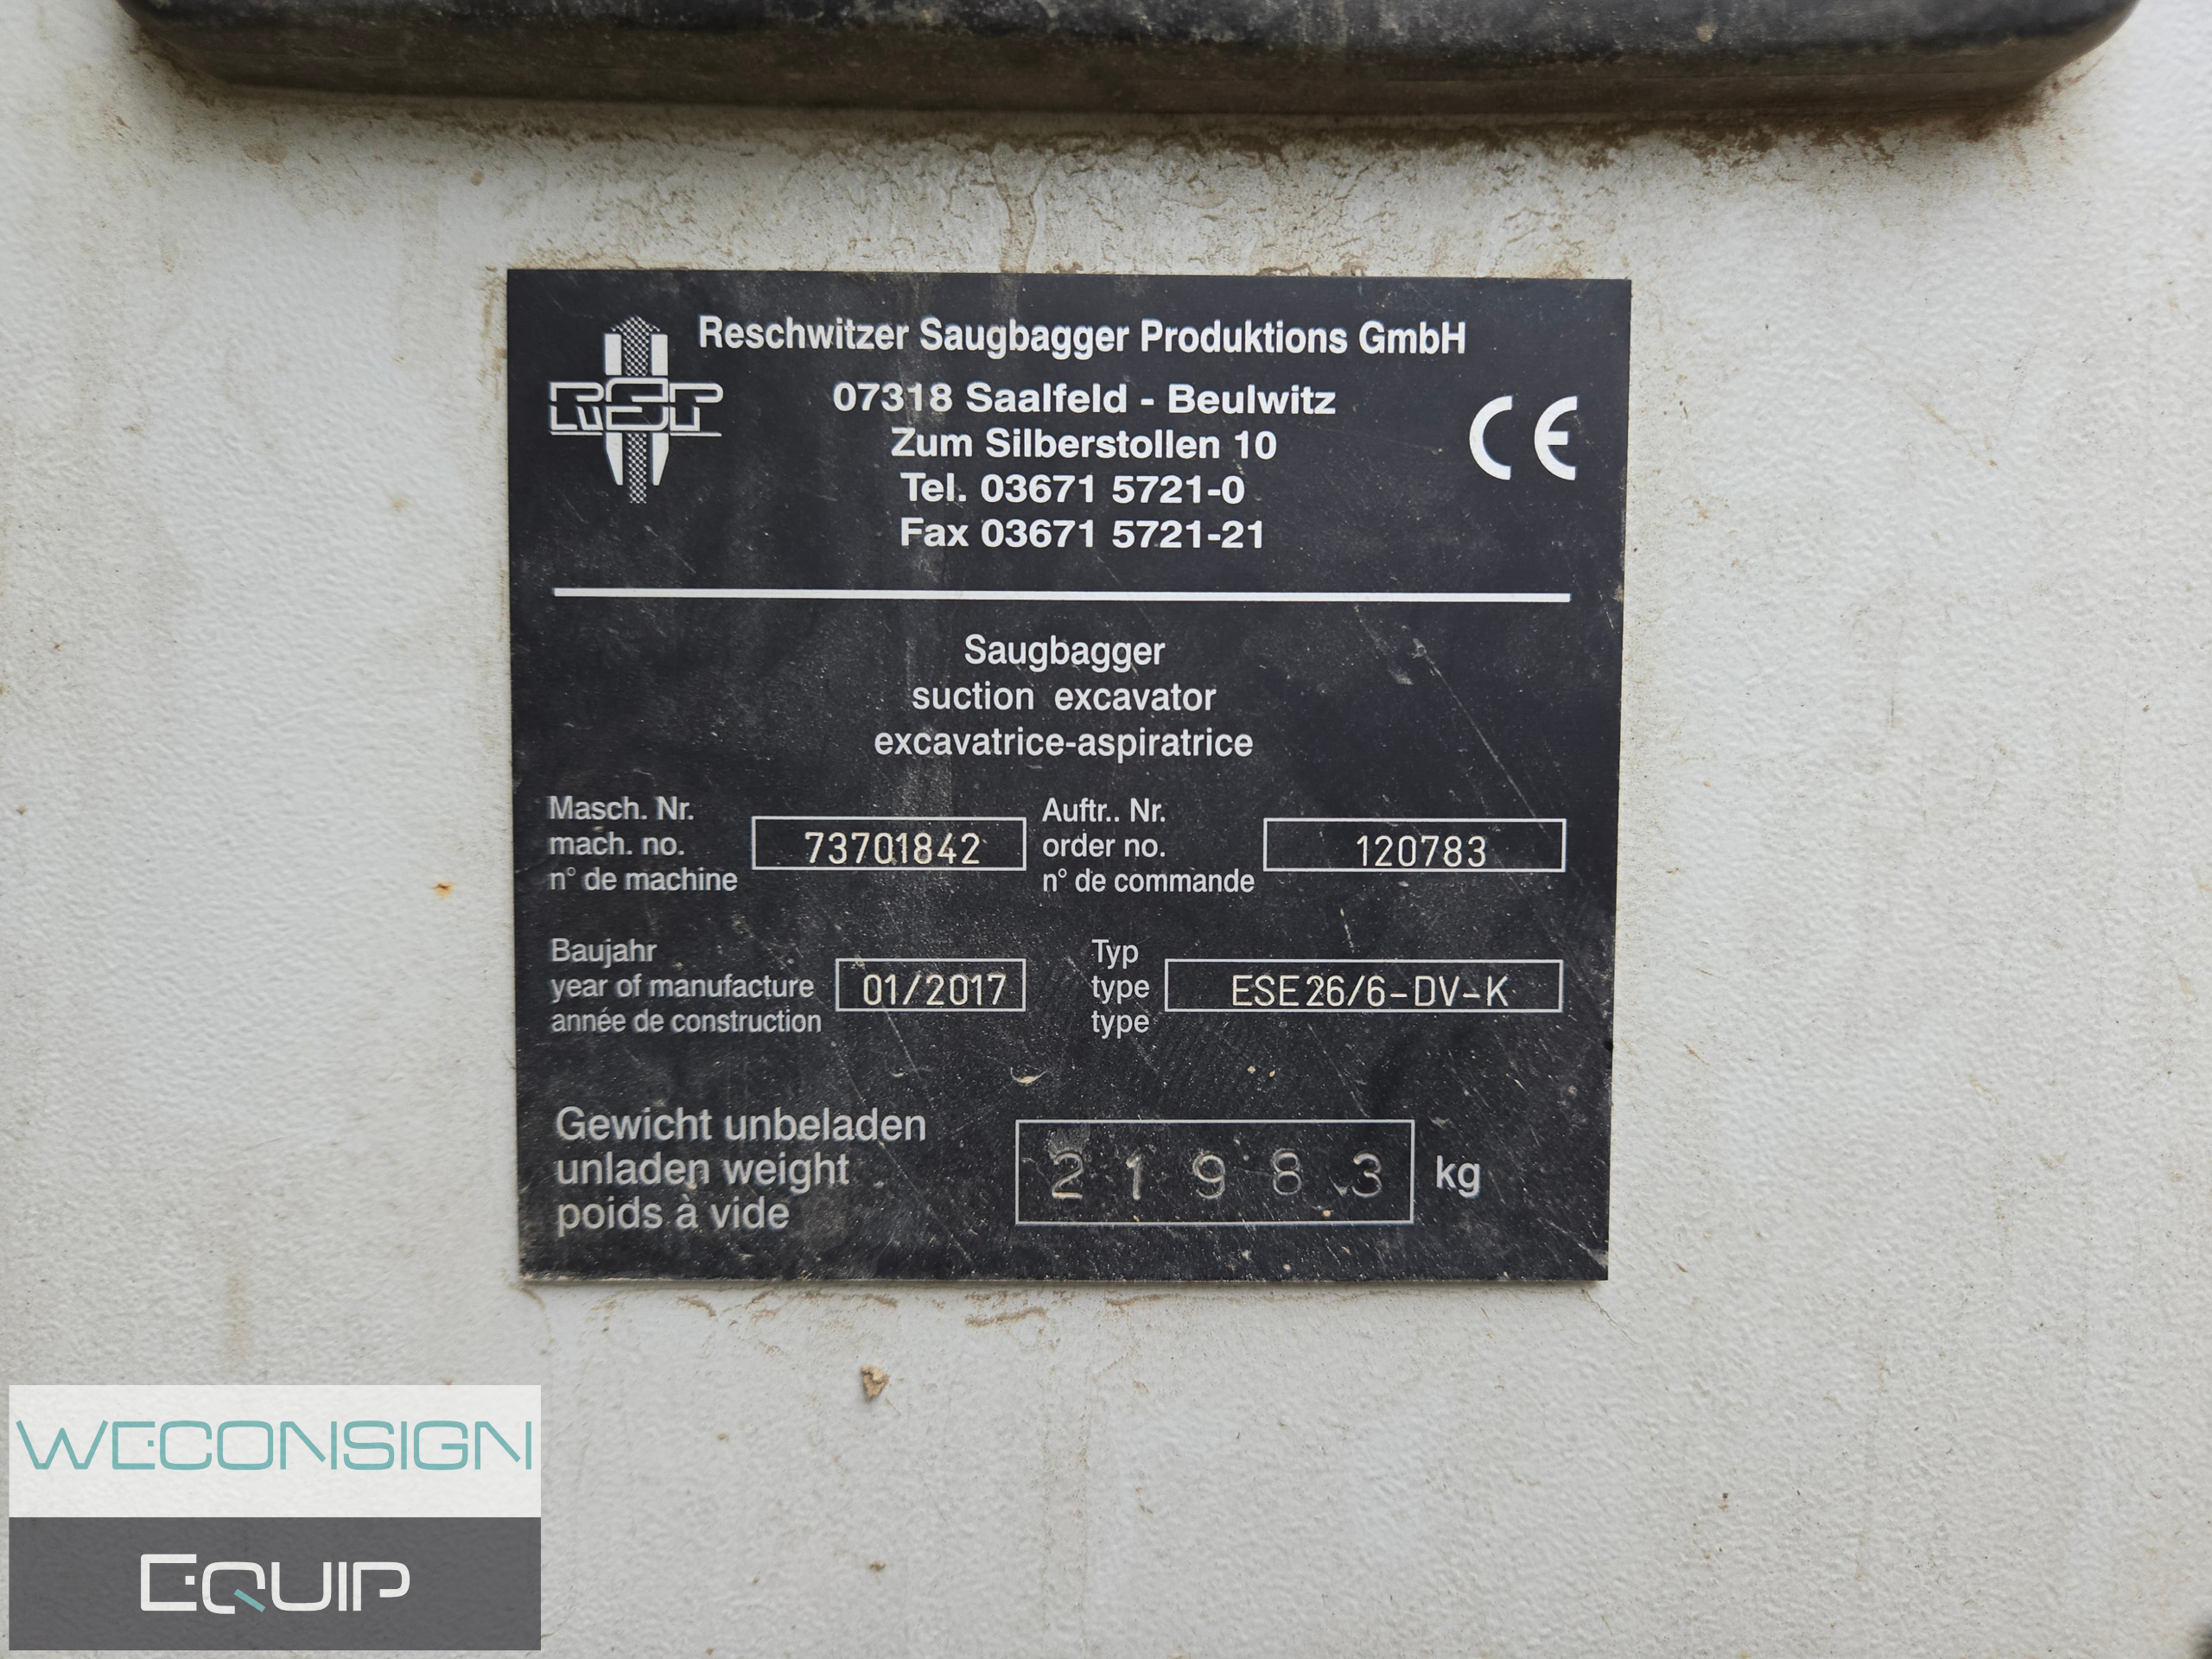 Reschwitzer Saugbagger Produktions GmbH
RSP
07318 Saalfeld - Beulwitz
Zum Silberstollen 10
Tel. 03671 5721-0
Fax 03671 5721-21
CE
Saugbagger
suction excavator
excavatrice-aspiratrice
Masch. Nr.
mach. no.
n° de machine
73701842
Auftr.. Nr.
order no.
n° de commande
120783
Baujahr
year of manufacture
année de construction
01/2017
Typ
type
type
ESE26/6-DV-K
Gewicht unbeladen
unladen weight
poids à vide
21983 kg
WECONSIGN
EQUIP